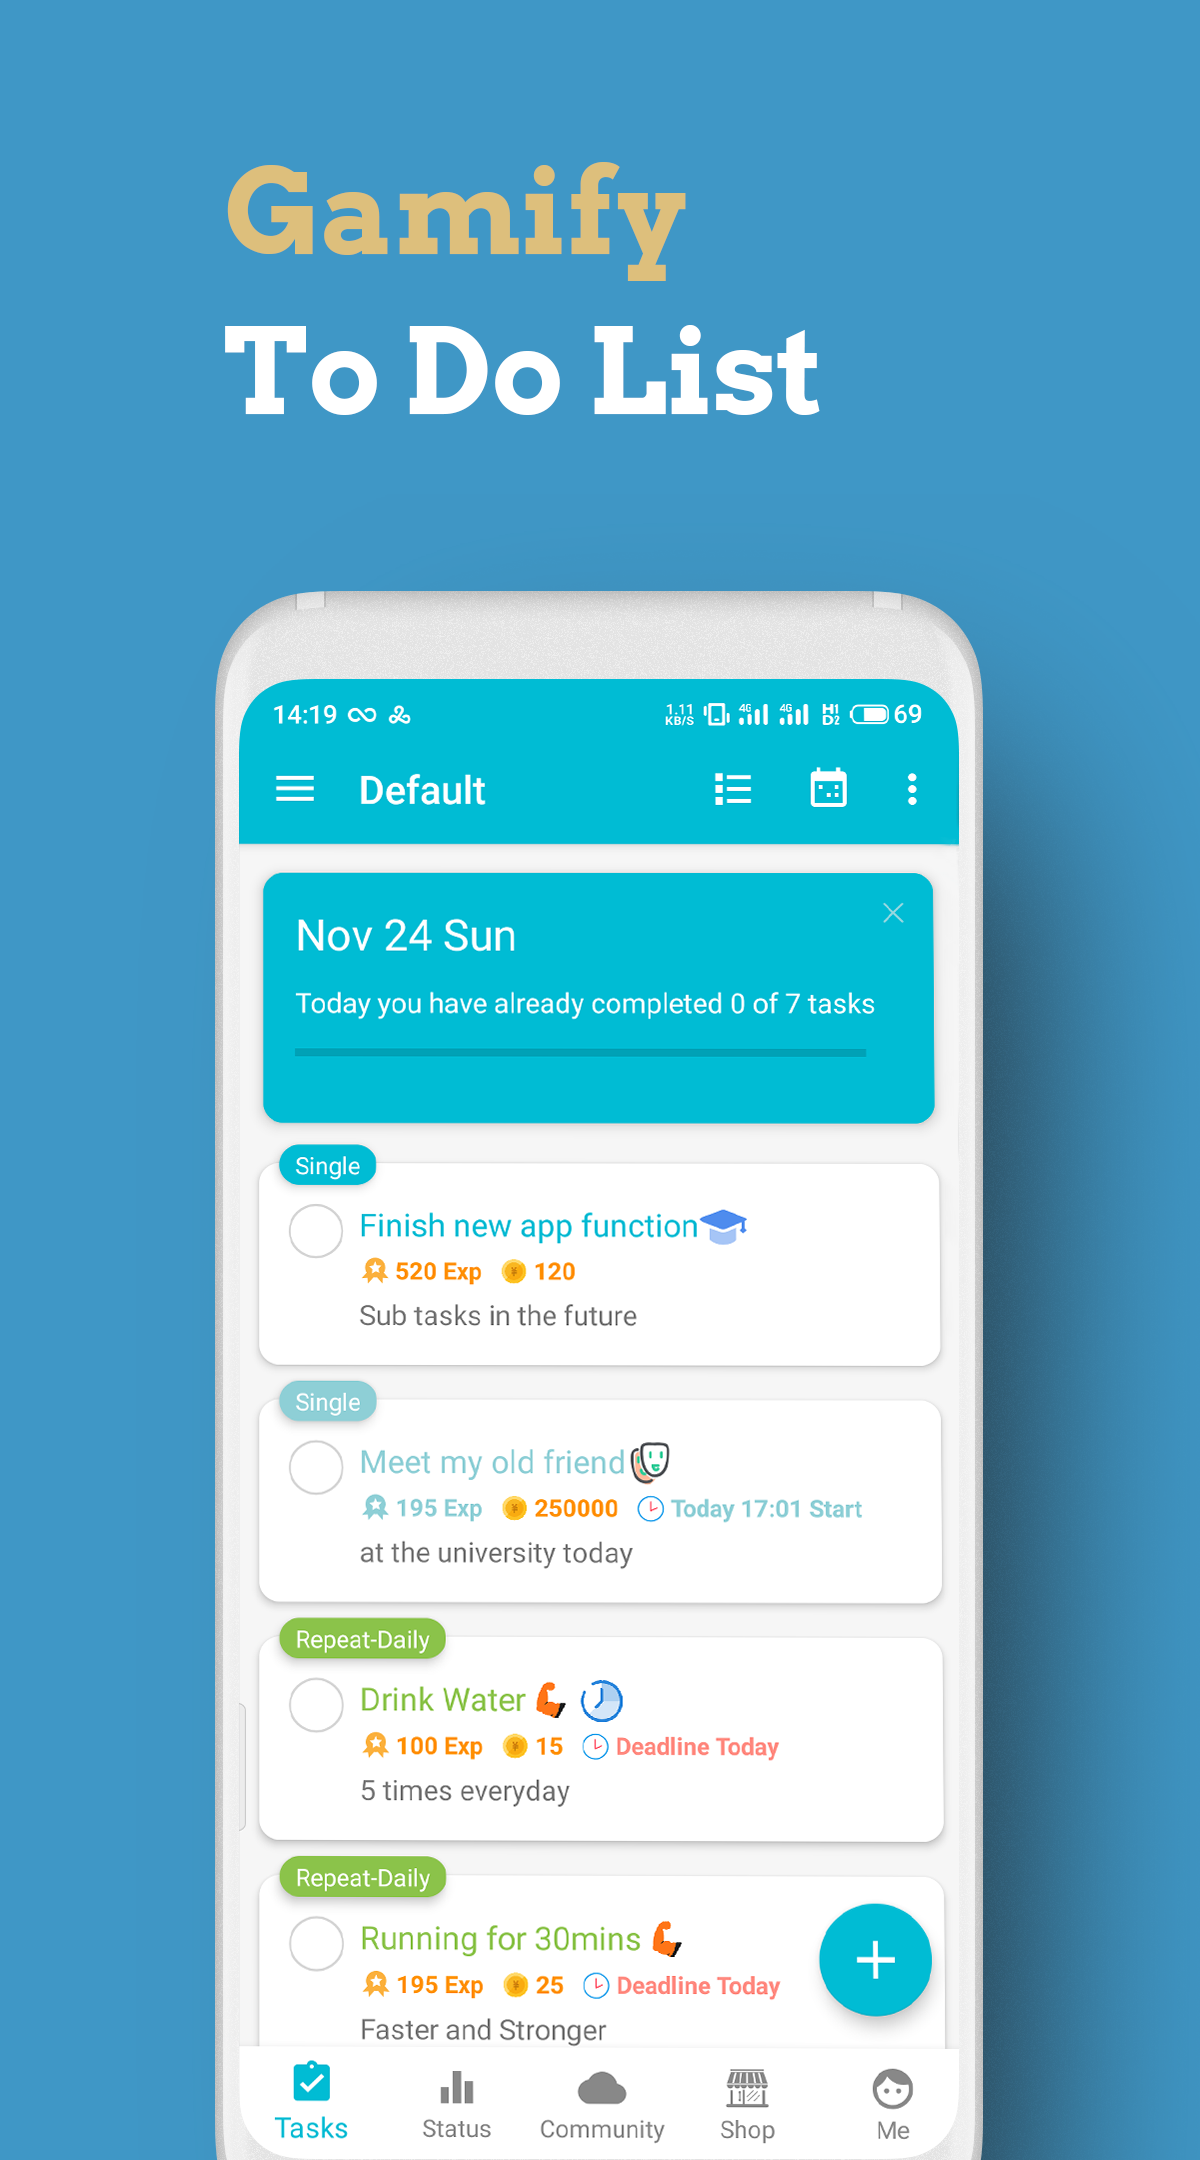 Gamify
To Do List
14:19 1.11 KB/S 4G 4G H1 D2 69
Default
Nov 24 Sun
Today you have already completed 0 of 7 tasks
Single
Finish new app function
520 Exp 120
Sub tasks in the future
Single
Meet my old friend
195 Exp 250000 Today 17:01 Start
at the university today
Repeat-Daily
Drink Water
100 Exp 15 Deadline Today
5 times everyday
Repeat-Daily
Running for 30mins
195 Exp 25 Deadline Today
Faster and Stronger
Tasks Status Community Shop Me